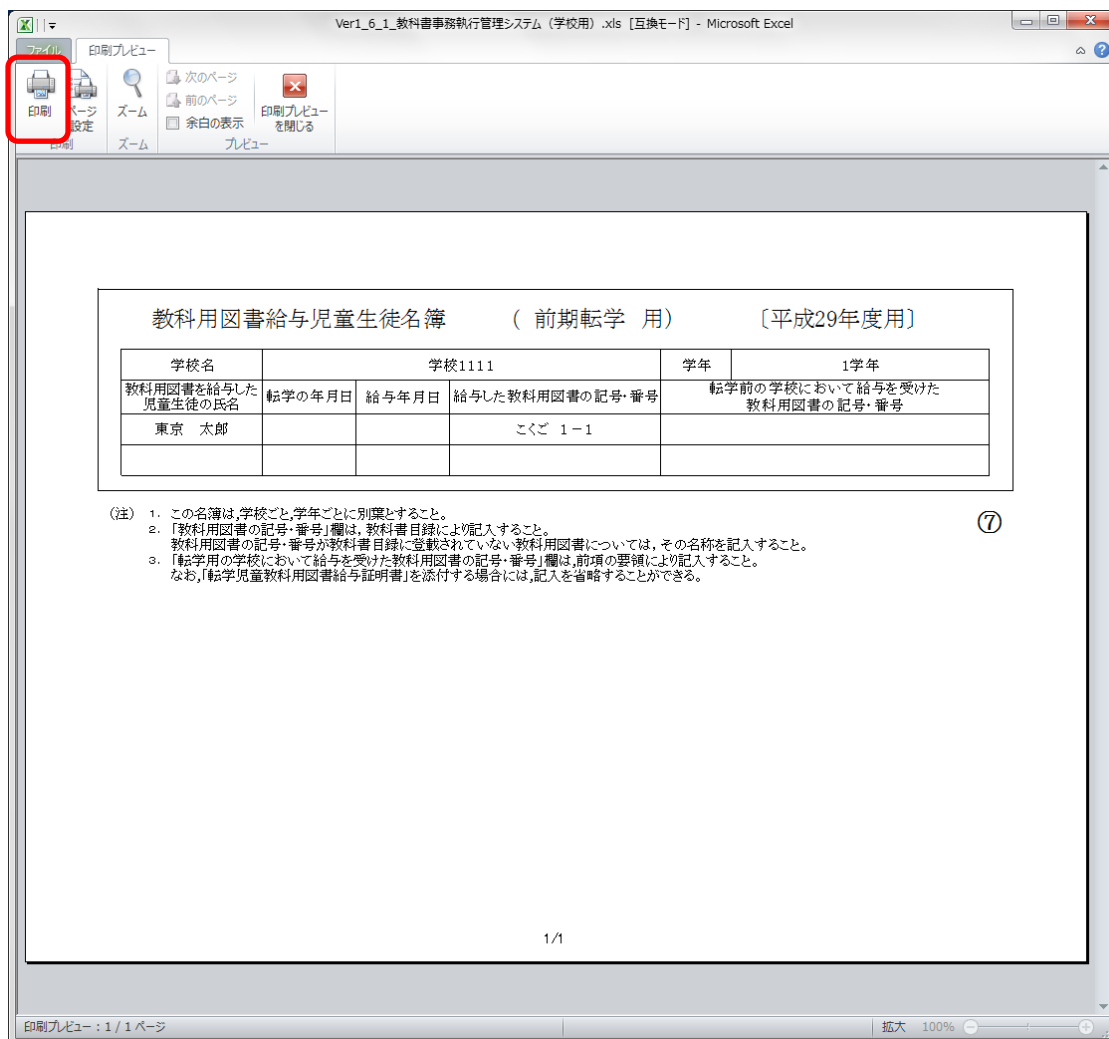 Ver1_6_1_教科書事務執行管理システム（学校用）.xls [互換モード] - Microsoft Excel
ファイル 印刷プレビュー
印刷 ページ設定 ズーム 次のページ 前のページ 余白の表示 印刷プレビューを閉じる
印刷 ズーム プレビュー
教科用図書給与児童生徒名簿 （ 前期転学 用） 〔平成29年度用〕
学校名 学校1111 学年 1学年
教科用図書を給与した児童生徒の氏名 転学の年月日 給与年月日 給与した教科用図書の記号・番号 転学前の学校において給与を受けた教科用図書の記号・番号
東京 太郎 こくご 1－1
（注） 1. この名簿は,学校ごと,学年ごとに別葉とすること。
2. 「教科用図書の記号・番号」欄は，教科書目録により記入すること。
教科用図書の記号・番号が教科書目録に登載されていない教科用図書については，その名称を記入すること。
3. 「転学用の学校において給与を受けた教科用図書の記号・番号」欄は,前項の要領により記入すること。
なお,「転学児童教科用図書給与証明書」を添付する場合には,記入を省略することができる。
⑦
1/1
印刷プレビュー：1 / 1 ページ 拡大 100%